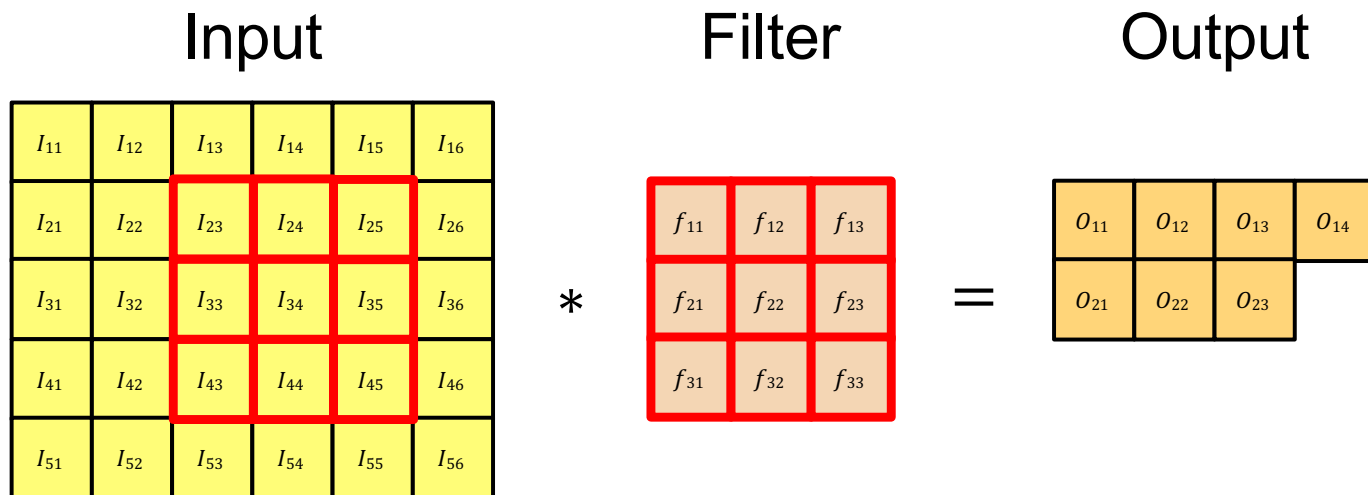 Input Filter Output
I₁₁ I₁₂ I₁₃ I₁₄ I₁₅ I₁₆
I₂₁ I₂₂ I₂₃ I₂₄ I₂₅ I₂₆ f₁₁ f₁₂ f₁₃ O₁₁ O₁₂ O₁₃ O₁₄
I₃₁ I₃₂ I₃₃ I₃₄ I₃₅ I₃₆ * f₂₁ f₂₂ f₂₃ = O₂₁ O₂₂ O₂₃
I₄₁ I₄₂ I₄₃ I₄₄ I₄₅ I₄₆ f₃₁ f₃₂ f₃₃
I₅₁ I₅₂ I₅₃ I₅₄ I₅₅ I₅₆